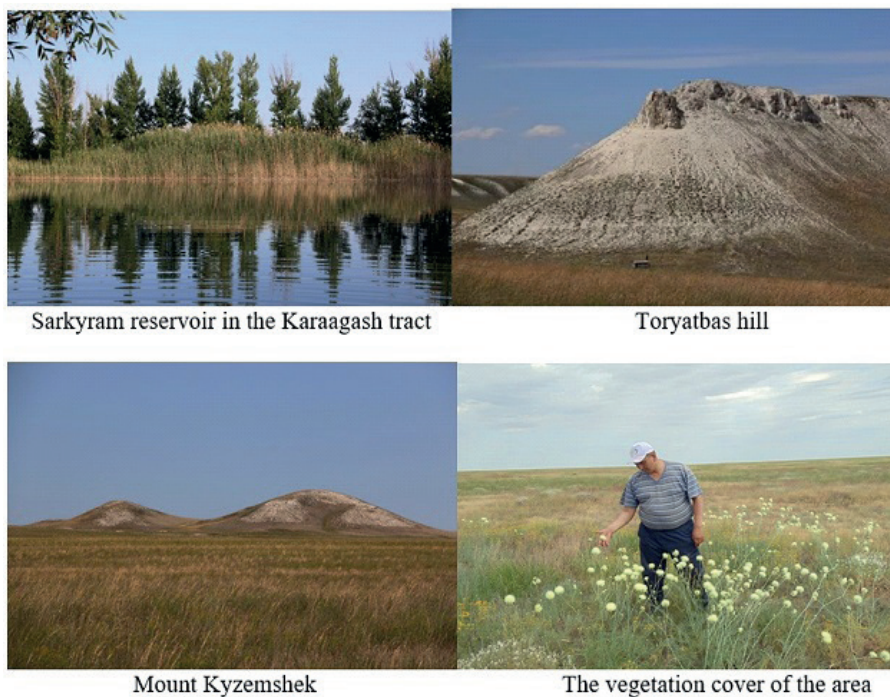 Sarkyram reservoir in the Karaagash tract
Toryatbas hill
Mount Kyzemshek
The vegetation cover of the area